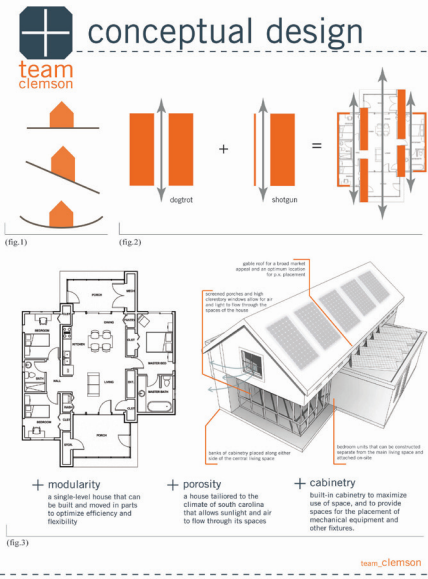 conceptual design
team
clemson
dogtrot
+
shotgun
=
(fig.1)
(fig.2)
gable roof for a broad market
appeal and an optimum location
for p.v. placement
screened porches and high
clerestory windows allow for air
and light to flow through the
spaces of the house
PORCH
MECH
BEDROOM
DINING
KITCHEN
MASTER BED
HALL
LIVING
MASTER BATH
BEDROOM
PORCH
banks of cabinetry placed along either
side of the central living space
bedroom units that can be constructed
separate from the main living space and
attached on-site
+ modularity
a single-level house that can
be built and moved in parts
to optimize efficiency and
flexibility
+ porosity
a house tailiored to the
climate of south carolina
that allows sunlight and air
to flow through its spaces
+ cabinetry
built-in cabinetry to maximize
use of space, and to provide
spaces for the placement of
mechanical equipment and
other fixtures.
(fig.3)
team_clemson